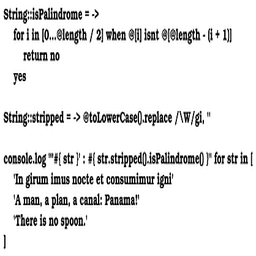 String::isPalindrome = ->
for i in [0...@length / 2] when @[i] isnt @[@length - (i + 1)]
return no
yes
String::stripped = -> @toLowerCase().replace /\W/gi, ''
console.log "'#{ str }' : #{ str.stripped().isPalindrome() }" for str in [
'In girum imus nocte et consumimur igni'
'A man, a plan, a canal: Panama!'
'There is no spoon.'
]